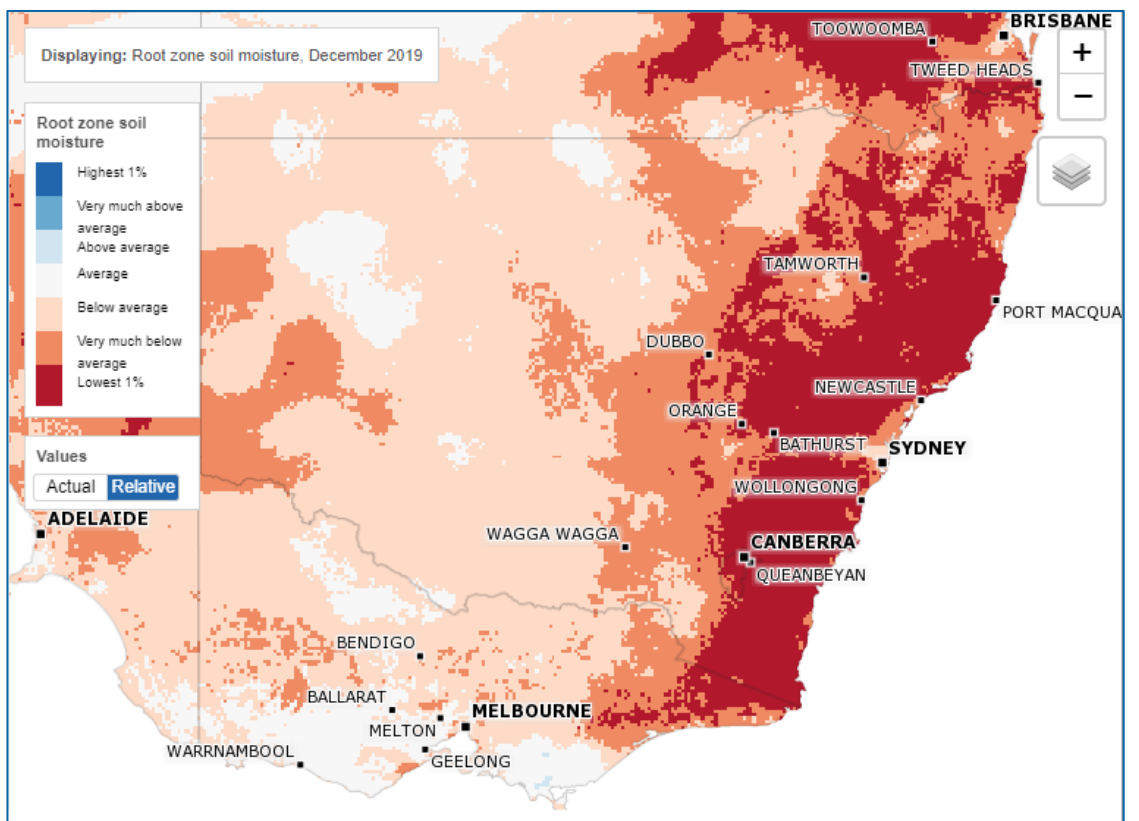 BRISBANE
TOOWOOMBA
Displaying: Root zone soil moisture, December 2019
+
TWEED HEADS
−
Root zone soil
moisture
Highest 1%
Very much above
average
Above average
Average
Below average
Very much below
average
Lowest 1%
TAMWORTH
PORT MACQUA
DUBBO
NEWCASTLE
ORANGE
BATHURST
SYDNEY
Values
Actual Relative
WOLLONGONG
ADELAIDE
WAGGA WAGGA
CANBERRA
QUEANBEYAN
BENDIGO
BALLARAT
MELBOURNE
MELTON
WARRNAMBOOL
GEELONG